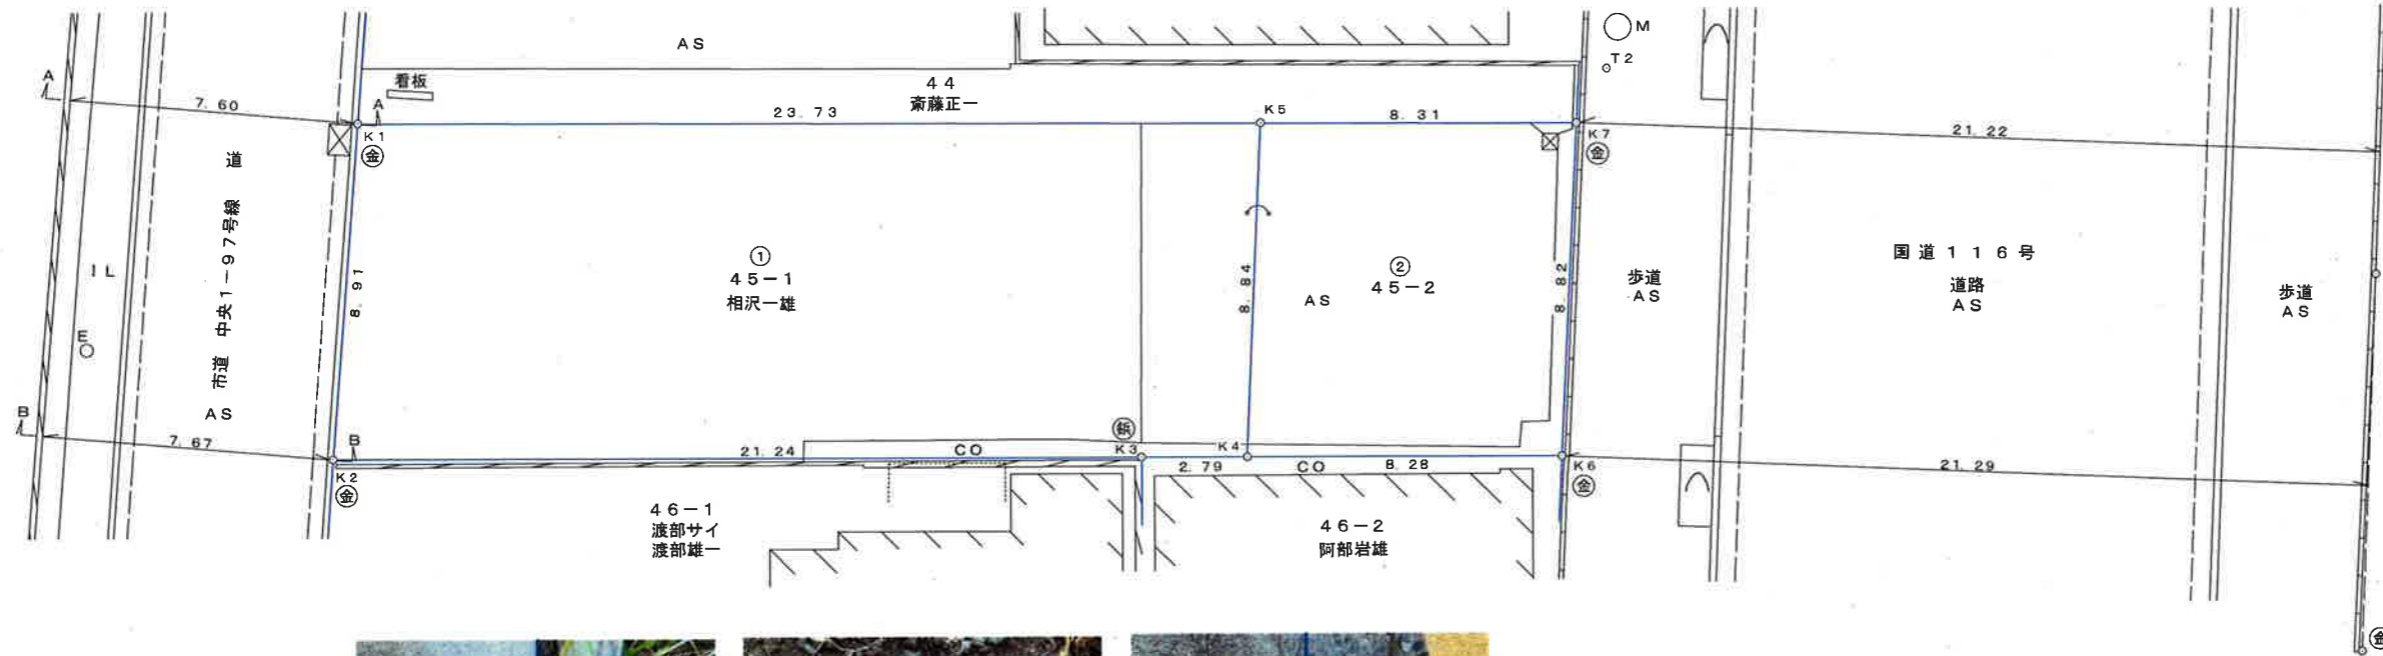 AS
M
T2
看板
44
斎藤正一
A
A
7.60
23.73
K5
8.31
K1
金
K7
金
21.22
市道 中央1-97号線 道
IL
E
8.91
①
45-1
相沢一雄
8.84
AS
②
45-2
8.82
歩道
AS
国道116号
道路
AS
歩道
AS
AS
B
B
7.67
21.24
CO
鋲
K3
K4
2.79
CO
8.28
K2
金
K6
金
21.29
46-1
渡部サイ
渡部雄一
46-2
阿部岩雄
金